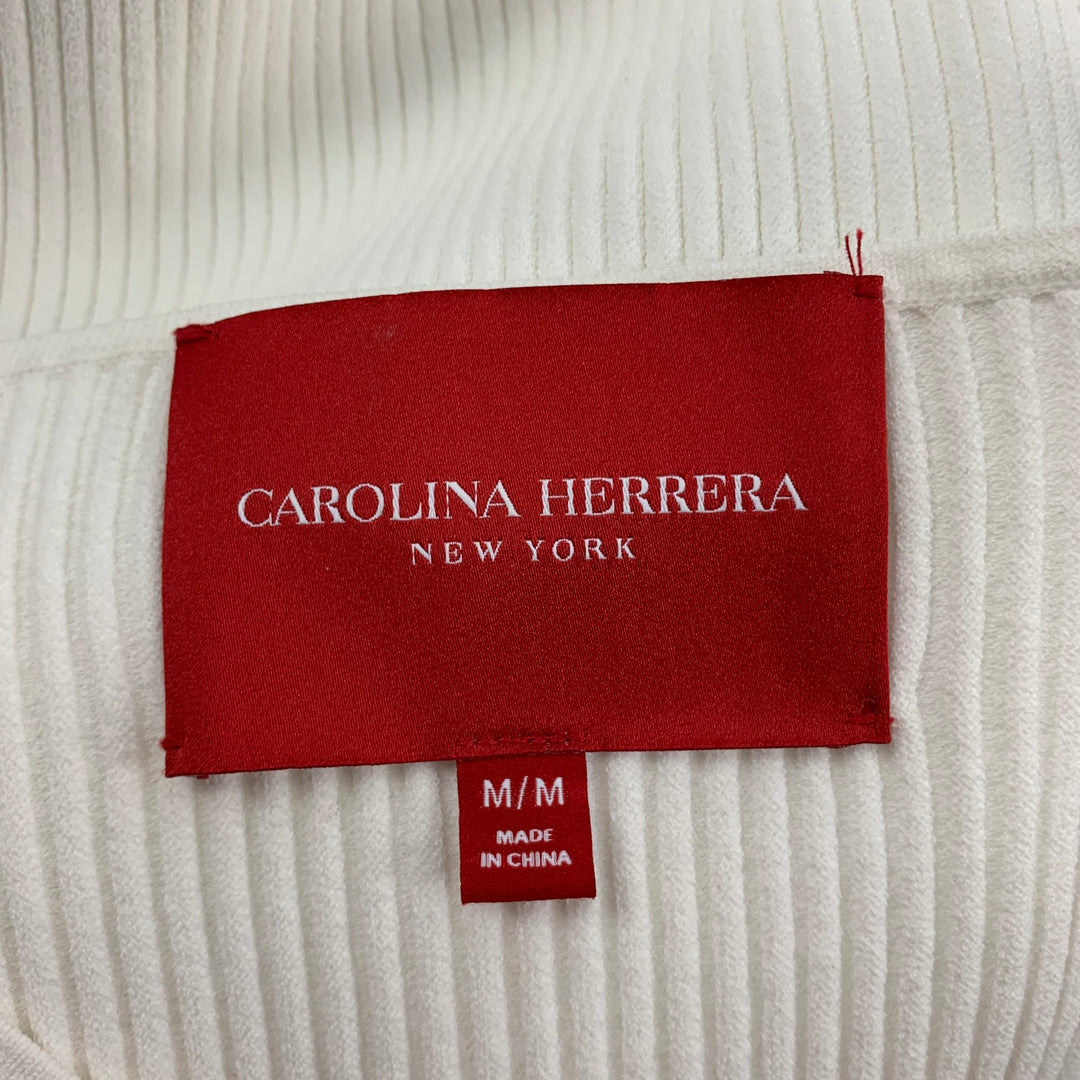 CAROLINA HERRERA
NEW YORK
M/M
MADE
IN CHINA